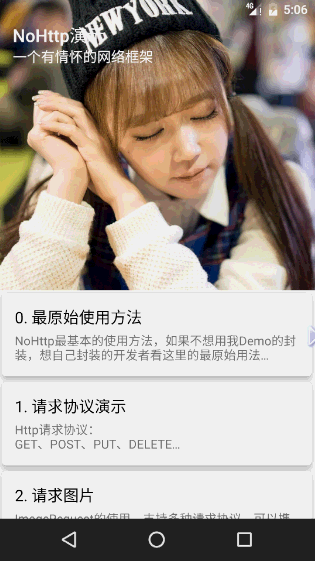 5:06
4G
NEWYORK
NoHttp演示
一个有情怀的网络框架
0. 最原始使用方法
NoHttp最基本的使用方法，如果不想用我Demo的封
装，想自己封装的开发者看这里的最原始用法...
1. 请求协议演示
Http请求协议：
GET、POST、PUT、DELETE...
2. 请求图片
ImageRequest的使用，支持多种请求协议，可以携